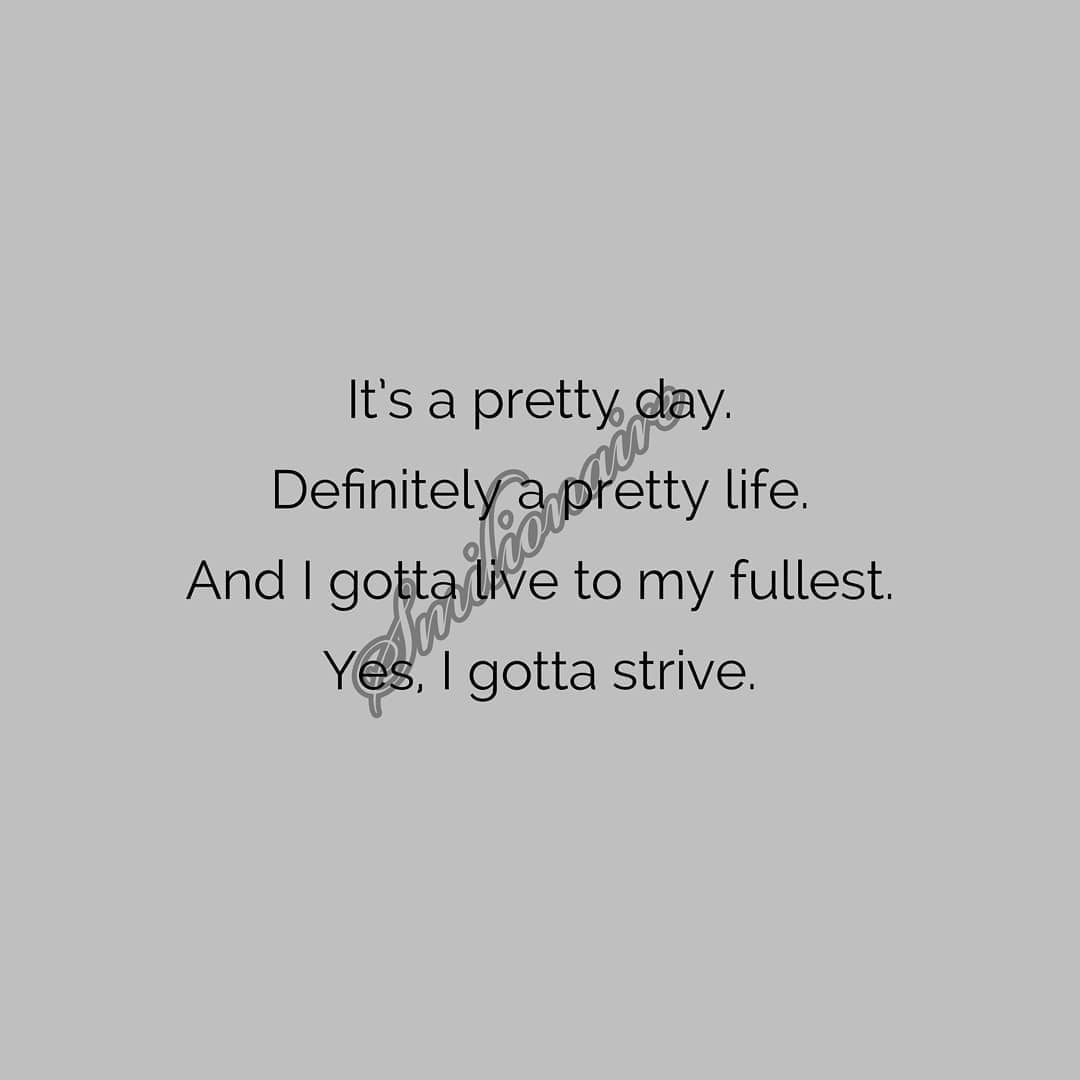 It's a pretty day.
Definitely a pretty life.
And I gotta live to my fullest.
Yes, I gotta strive.
Smilionaire